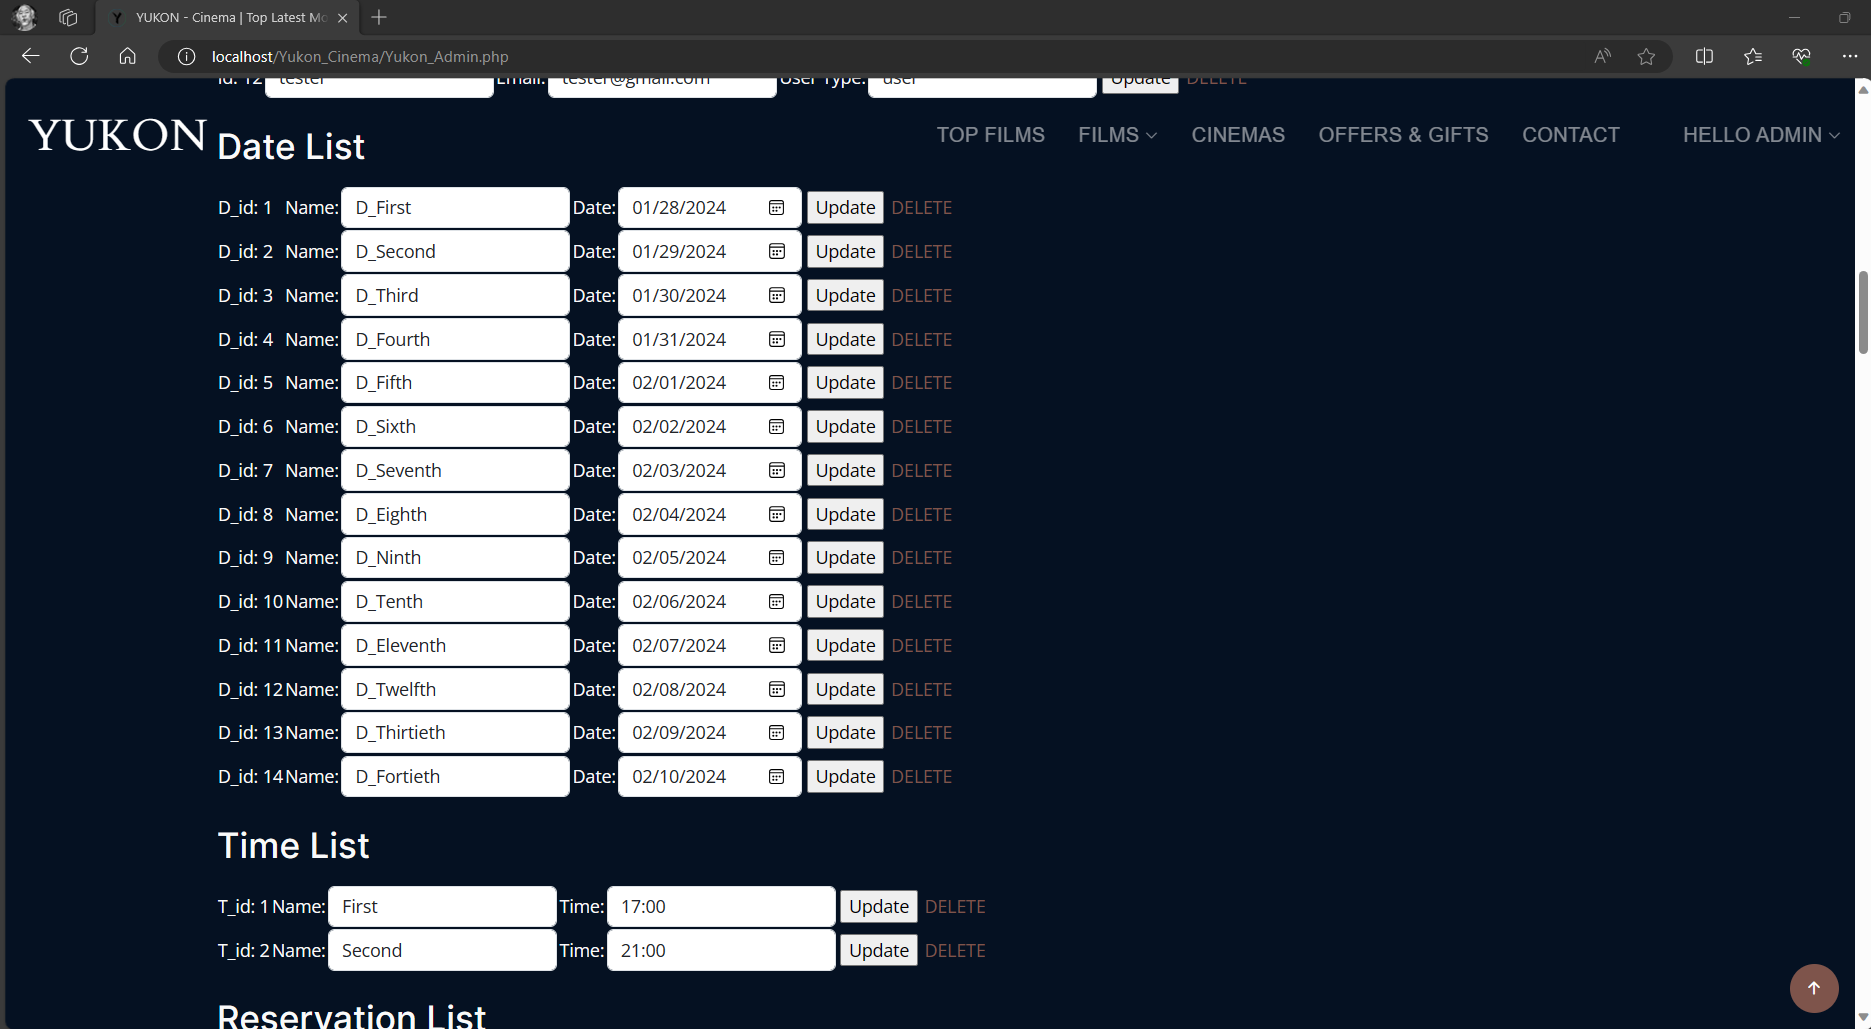 YUKON - Cinema | Top Latest Mo
localhost/Yukon_Cinema/Yukon_Admin.php
Id: 12 tester Email: tester@gmail.com User Type: user Update DELETE
YUKON TOP FILMS FILMS CINEMAS OFFERS & GIFTS CONTACT HELLO ADMIN
Date List
D_id: 1 Name: D_First Date: 01/28/2024 Update DELETE
D_id: 2 Name: D_Second Date: 01/29/2024 Update DELETE
D_id: 3 Name: D_Third Date: 01/30/2024 Update DELETE
D_id: 4 Name: D_Fourth Date: 01/31/2024 Update DELETE
D_id: 5 Name: D_Fifth Date: 02/01/2024 Update DELETE
D_id: 6 Name: D_Sixth Date: 02/02/2024 Update DELETE
D_id: 7 Name: D_Seventh Date: 02/03/2024 Update DELETE
D_id: 8 Name: D_Eighth Date: 02/04/2024 Update DELETE
D_id: 9 Name: D_Ninth Date: 02/05/2024 Update DELETE
D_id: 10 Name: D_Tenth Date: 02/06/2024 Update DELETE
D_id: 11 Name: D_Eleventh Date: 02/07/2024 Update DELETE
D_id: 12 Name: D_Twelfth Date: 02/08/2024 Update DELETE
D_id: 13 Name: D_Thirtieth Date: 02/09/2024 Update DELETE
D_id: 14 Name: D_Fortieth Date: 02/10/2024 Update DELETE
Time List
T_id: 1 Name: First Time: 17:00 Update DELETE
T_id: 2 Name: Second Time: 21:00 Update DELETE
Reservation List